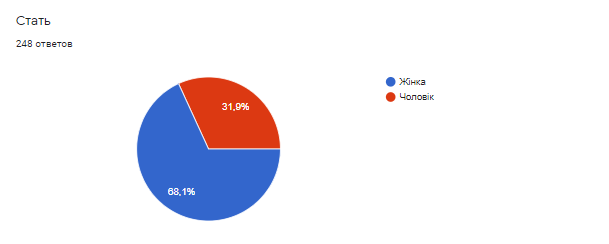 Стать
248 ответов
Жінка
Чоловік
31,9%
68,1%